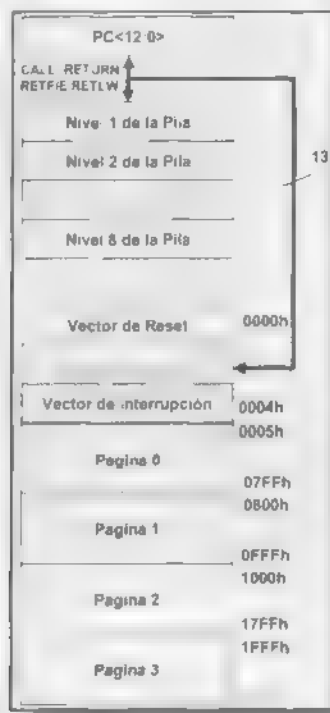 PC<12:0>
CALL, RETURN
RETFIE RETLW
Nivel 1 de la Pila
13
Nivel 2 de la Pila
Nivel 8 de la Pila
Vector de Reset
0000h
Vector de interrupción
0004h
0005h
Pagina 0
07FFh
0800h
Pagina 1
0FFFh
1000h
Pagina 2
17FFh
1FFFh
Pagina 3